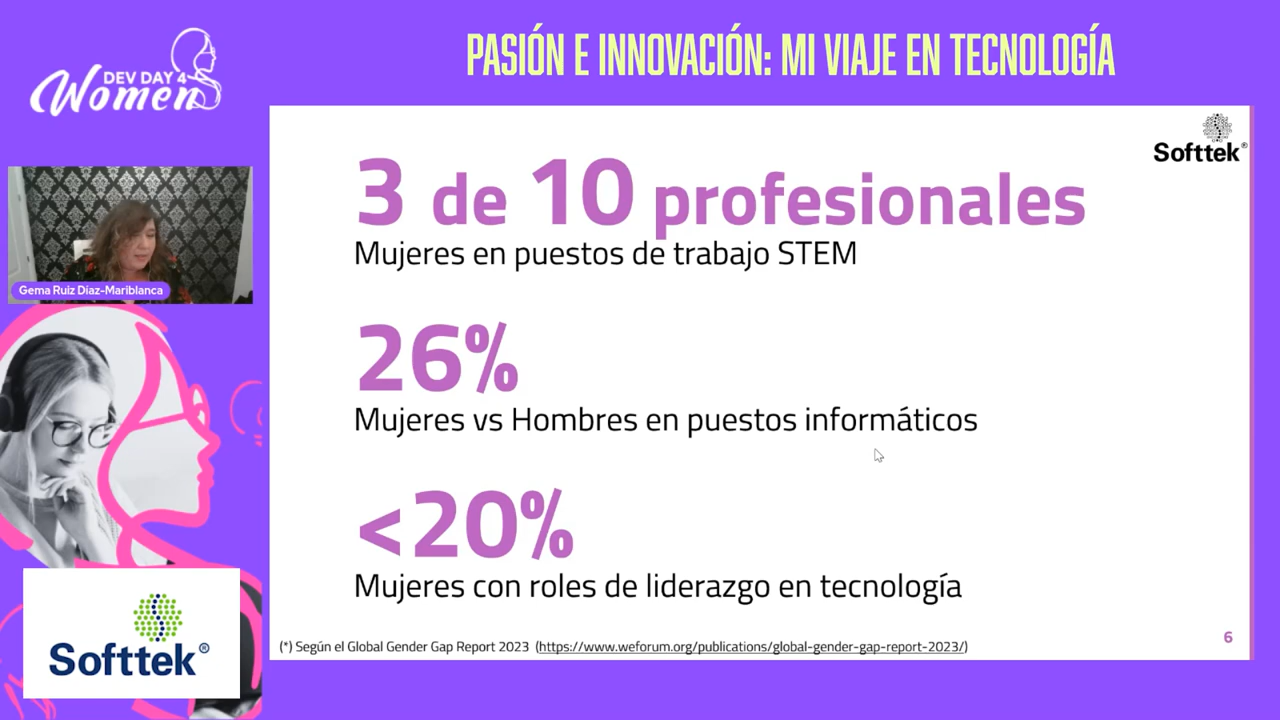 DEV DAY 4
Women
PASIÓN E INNOVACIÓN: MI VIAJE EN TECNOLOGÍA
Softtek®
Gema Ruiz Díaz-Mariblanca
3 de 10 profesionales
Mujeres en puestos de trabajo STEM
26%
Mujeres vs Hombres en puestos informáticos
<20%
Mujeres con roles de liderazgo en tecnología
(*) Según el Global Gender Gap Report 2023 (https://www.weforum.org/publications/global-gender-gap-report-2023/)
6
Softtek®